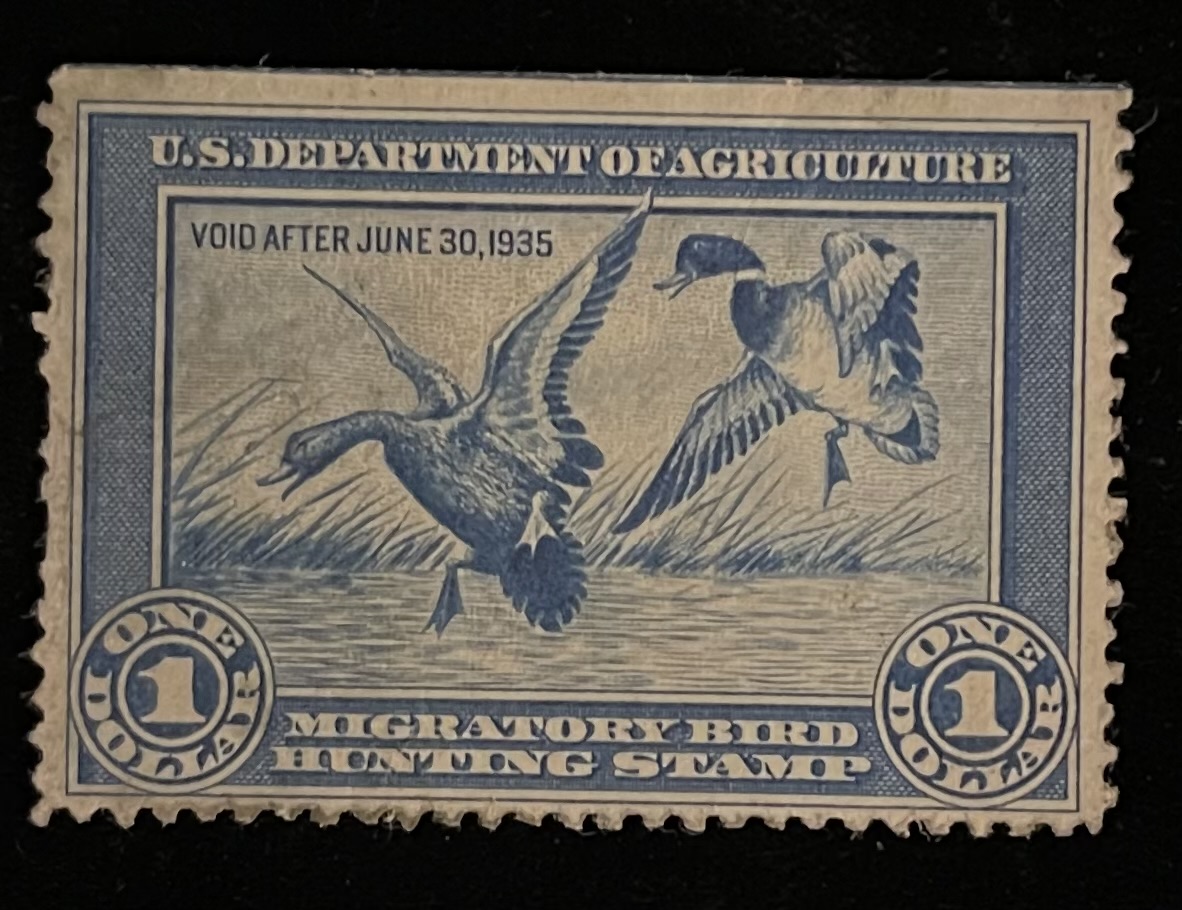 U.S. DEPARTMENT OF AGRICULTURE
VOID AFTER JUNE 30, 1935
ONE
1
DOLLAR
ONE
1
DOLLAR
MIGRATORY BIRD
HUNTING STAMP